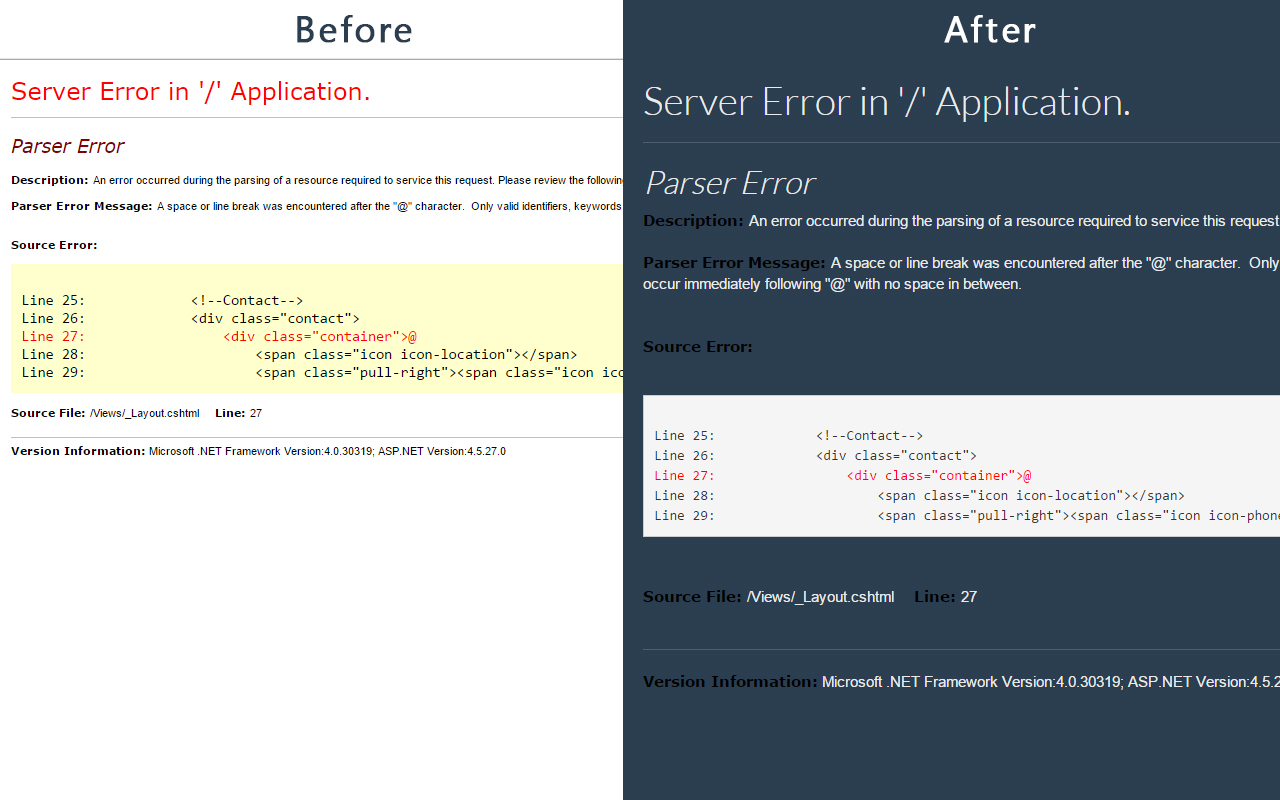 Before
Server Error in '/' Application.
Parser Error
Description: An error occurred during the parsing of a resource required to service this request. Please review the followin
Parser Error Message: A space or line break was encountered after the "@" character.  Only valid identifiers, keywords
Source Error:
Line 25:             <!--Contact-->
Line 26:             <div class="contact">
Line 27:                 <div class="container">@
Line 28:                     <span class="icon icon-location"></span>
Line 29:                     <span class="pull-right"><span class="icon ico
Source File: /Views/_Layout.cshtml    Line: 27
Version Information: Microsoft .NET Framework Version:4.0.30319; ASP.NET Version:4.5.27.0
After
Server Error in '/' Application.
Parser Error
Description: An error occurred during the parsing of a resource required to service this request
Parser Error Message: A space or line break was encountered after the "@" character.  Only
occur immediately following "@" with no space in between.
Source Error:
Line 25:             <!--Contact-->
Line 26:             <div class="contact">
Line 27:                 <div class="container">@
Line 28:                     <span class="icon icon-location"></span>
Line 29:                     <span class="pull-right"><span class="icon icon-phone
Source File: /Views/_Layout.cshtml    Line: 27
Version Information: Microsoft .NET Framework Version:4.0.30319; ASP.NET Version:4.5.2